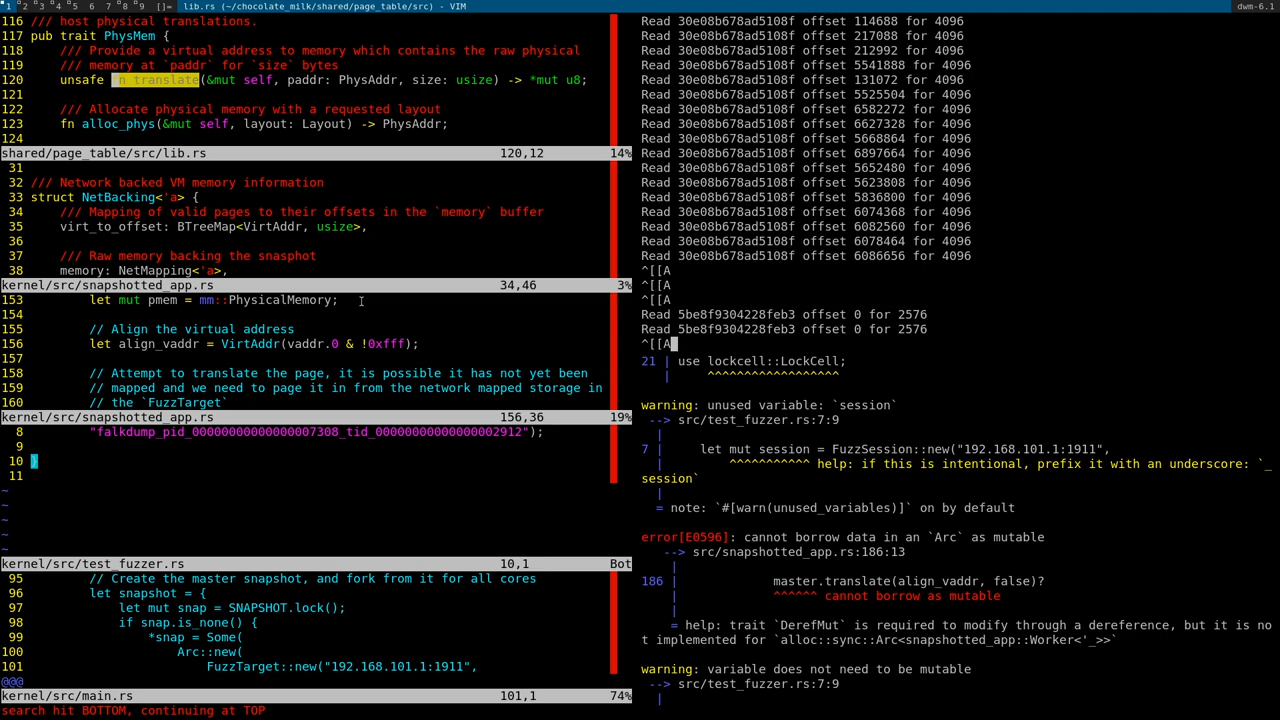 1 2 3 4 5 6 7 8 9 []= lib.rs (~/chocolate_milk/shared/page_table/src) - VIM dwm-6.1
116 /// host physical translations.
117 pub trait PhysMem {
118     /// Provide a virtual address to memory which contains the raw physical
119     /// memory at `paddr` for `size` bytes
120     unsafe fn translate(&mut self, paddr: PhysAddr, size: usize) -> *mut u8;
121
122     /// Allocate physical memory with a requested layout
123     fn alloc_phys(&mut self, layout: Layout) -> PhysAddr;
124
shared/page_table/src/lib.rs 120,12 14%
31
32 /// Network backed VM memory information
33 struct NetBacking<'a> {
34     /// Mapping of valid pages to their offsets in the `memory` buffer
35     virt_to_offset: BTreeMap<VirtAddr, usize>,
36
37     /// Raw memory backing the snasphot
38     memory: NetMapping<'a>,
kernel/src/snapshotted_app.rs 34,46 3%
153         let mut pmem = mm::PhysicalMemory;
154
155         // Align the virtual address
156         let align_vaddr = VirtAddr(vaddr.0 & !0xfff);
157
158         // Attempt to translate the page, it is possible it has not yet been
159         // mapped and we need to page it in from the network mapped storage in
160         // the `FuzzTarget`
kernel/src/snapshotted_app.rs 156,36 19%
8         "falkdump_pid_00000000000000007308_tid_00000000000000002912");
9
10 }
11
~
~
~
~
~
kernel/src/test_fuzzer.rs 10,1 Bot
95         // Create the master snapshot, and fork from it for all cores
96         let snapshot = {
97             let mut snap = SNAPSHOT.lock();
98             if snap.is_none() {
99                 *snap = Some(
100                     Arc::new(
101                         FuzzTarget::new("192.168.101.1:1911",
@@@
kernel/src/main.rs 101,1 74%
search hit BOTTOM, continuing at TOP
Read 30e08b678ad5108f offset 114688 for 4096
Read 30e08b678ad5108f offset 217088 for 4096
Read 30e08b678ad5108f offset 212992 for 4096
Read 30e08b678ad5108f offset 5541888 for 4096
Read 30e08b678ad5108f offset 131072 for 4096
Read 30e08b678ad5108f offset 5525504 for 4096
Read 30e08b678ad5108f offset 6582272 for 4096
Read 30e08b678ad5108f offset 6627328 for 4096
Read 30e08b678ad5108f offset 5668864 for 4096
Read 30e08b678ad5108f offset 6897664 for 4096
Read 30e08b678ad5108f offset 5652480 for 4096
Read 30e08b678ad5108f offset 5623808 for 4096
Read 30e08b678ad5108f offset 5836800 for 4096
Read 30e08b678ad5108f offset 6074368 for 4096
Read 30e08b678ad5108f offset 6082560 for 4096
Read 30e08b678ad5108f offset 6078464 for 4096
Read 30e08b678ad5108f offset 6086656 for 4096
^[[A
^[[A
^[[A
Read 5be8f9304228feb3 offset 0 for 2576
Read 5be8f9304228feb3 offset 0 for 2576
^[[A
21 | use lockcell::LockCell;
   |     ^^^^^^^^^^^^^^^^^^
warning: unused variable: `session`
 --> src/test_fuzzer.rs:7:9
  |
7 |     let mut session = FuzzSession::new("192.168.101.1:1911",
  |         ^^^^^^^^^^^ help: if this is intentional, prefix it with an underscore: `_
session`
  |
  = note: `#[warn(unused_variables)]` on by default
error[E0596]: cannot borrow data in an `Arc` as mutable
   --> src/snapshotted_app.rs:186:13
    |
186 |             master.translate(align_vaddr, false)?
    |             ^^^^^^ cannot borrow as mutable
    |
    = help: trait `DerefMut` is required to modify through a dereference, but it is no
t implemented for `alloc::sync::Arc<snapshotted_app::Worker<'_>>`
warning: variable does not need to be mutable
 --> src/test_fuzzer.rs:7:9
  |